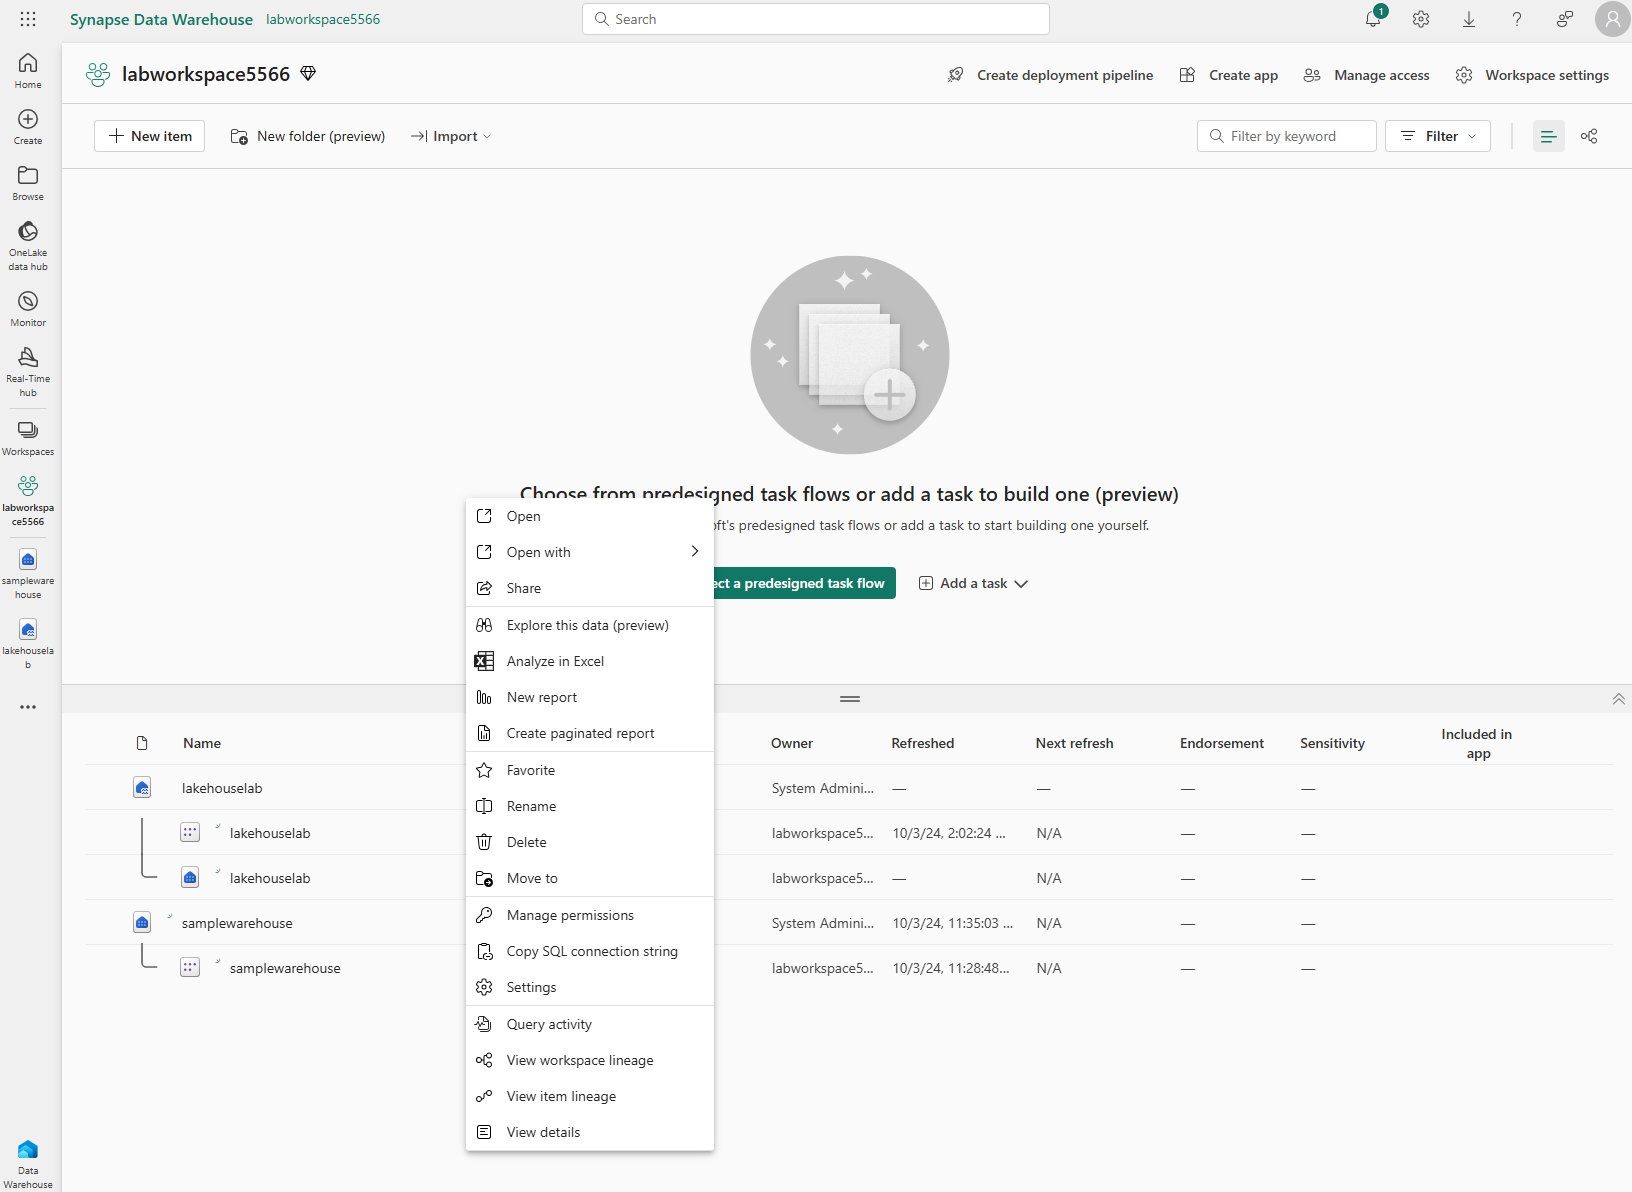 Synapse Data Warehouse labworkspace5566
Search
1
labworkspace5566
Create deployment pipeline
Create app
Manage access
Workspace settings
New item
New folder (preview)
Import
Filter by keyword
Filter
Home
Create
Browse
OneLake
data hub
Monitor
Real-Time
hub
Workspaces
labworkspa
ce5566
sampleware
house
lakehousela
b
Data
Warehouse
Choose from predesigned task flows or add a task to build one (preview)
predesigned task flows or add a task to start building one yourself.
a predesigned task flow
Add a task
Open
Open with
Share
Explore this data (preview)
Analyze in Excel
New report
Create paginated report
Favorite
Rename
Delete
Move to
Manage permissions
Copy SQL connection string
Settings
Query activity
View workspace lineage
View item lineage
View details
Name
Owner
Refreshed
Next refresh
Endorsement
Sensitivity
Included in
app
lakehouselab System Admini... — — — —
lakehouselab labworkspace5... 10/3/24, 2:02:24 ... N/A — —
lakehouselab labworkspace5... — N/A — —
samplewarehouse System Admini... 10/3/24, 11:35:03 ... N/A — —
samplewarehouse labworkspace5... 10/3/24, 11:28:48... N/A — —